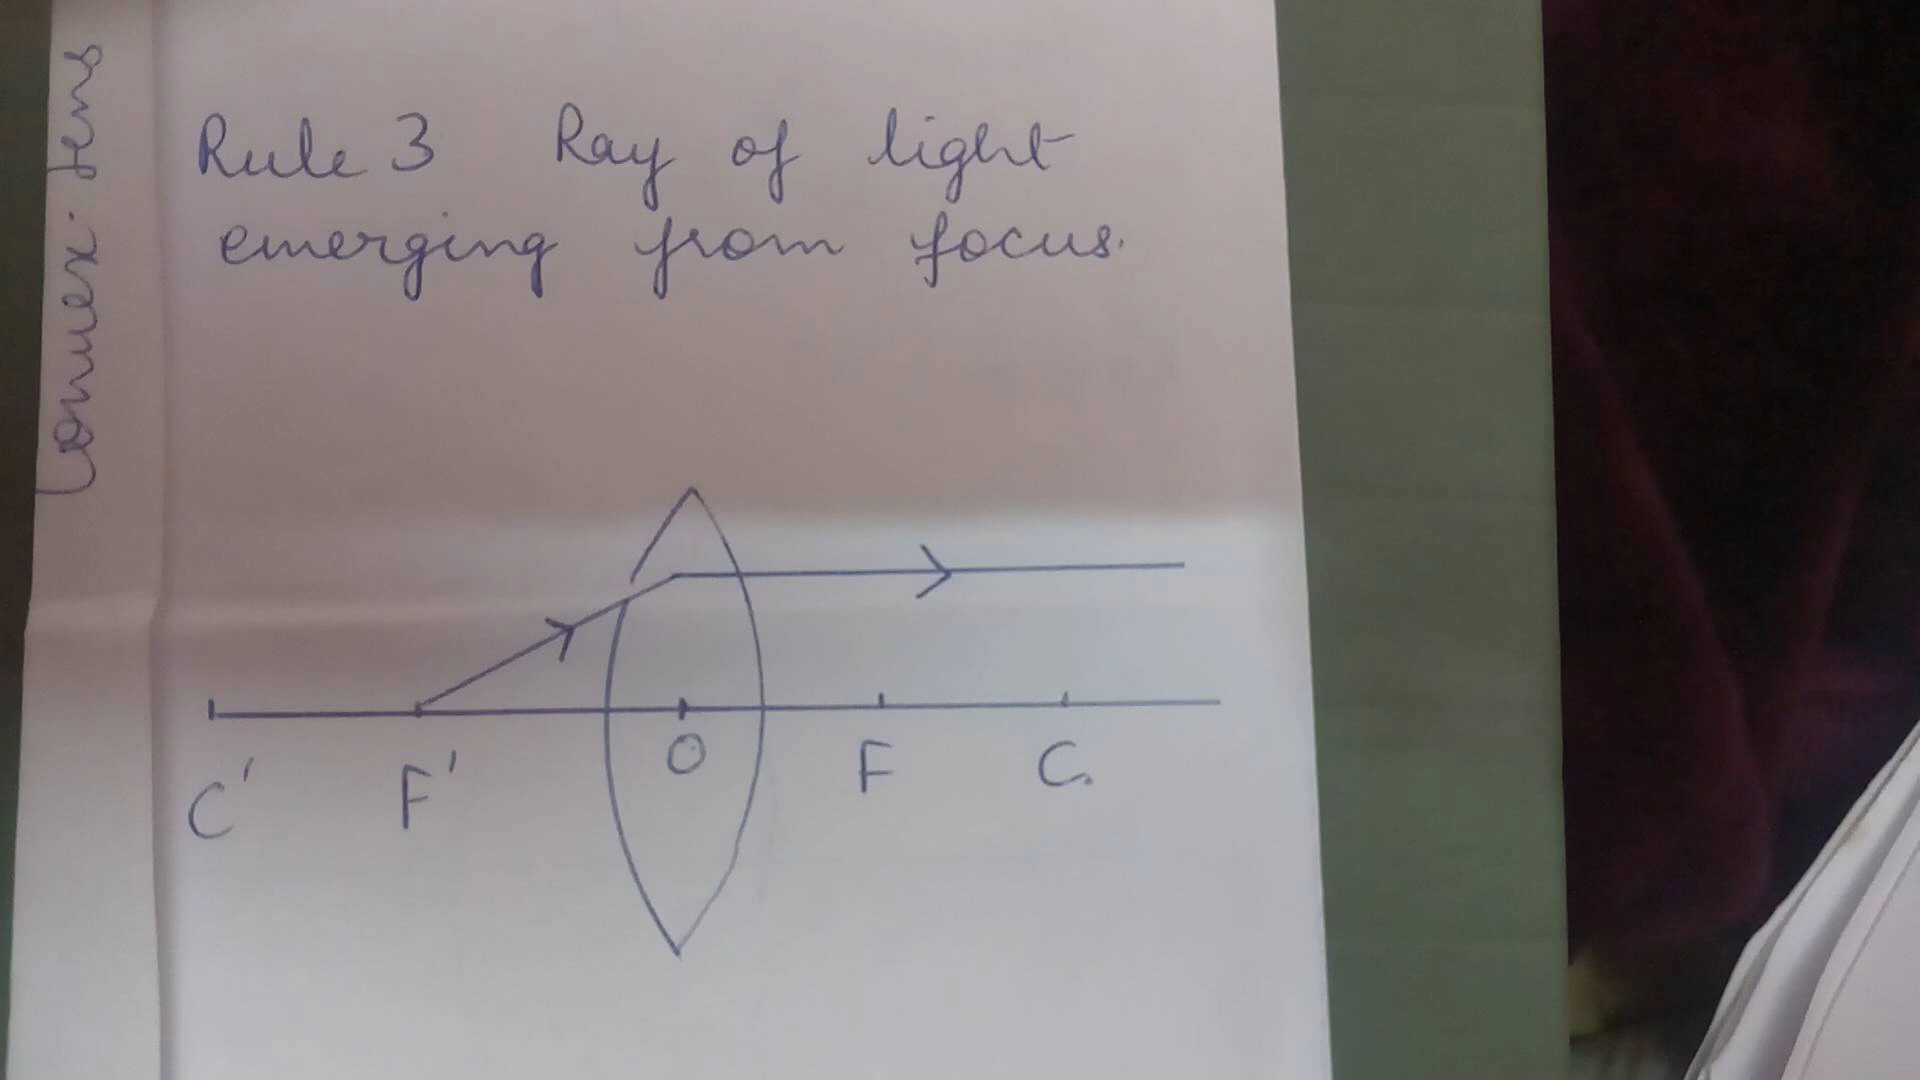 Convex lens
Rule 3 Ray of light
emerging from focus.
C' F' O F C